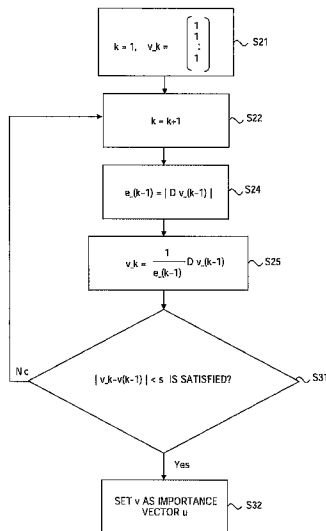 k = 1, v_k =
1
1
:
1
S21
k = k+1
S22
e_(k-1) = | D v_(k-1) |
S24
v_k = 1 / e_(k-1) D v_(k-1)
S25
| v_k-v(k-1) | < s IS SATISFIED?
S31
No
Yes
SET v AS IMPORTANCE
VECTOR u
S32